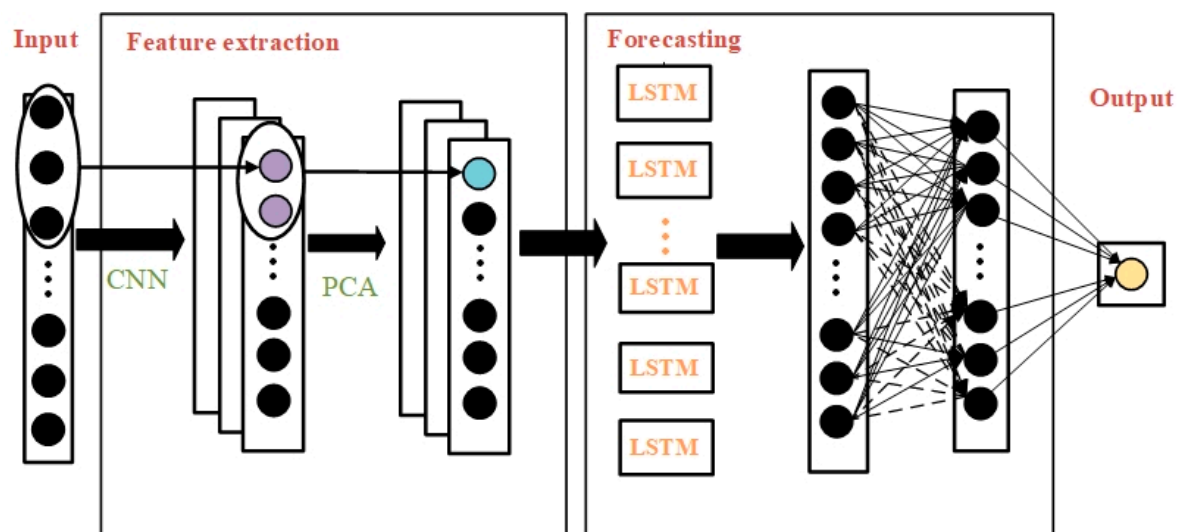 Input
Feature extraction
Forecasting
Output
CNN
PCA
LSTM
LSTM
LSTM
LSTM
LSTM